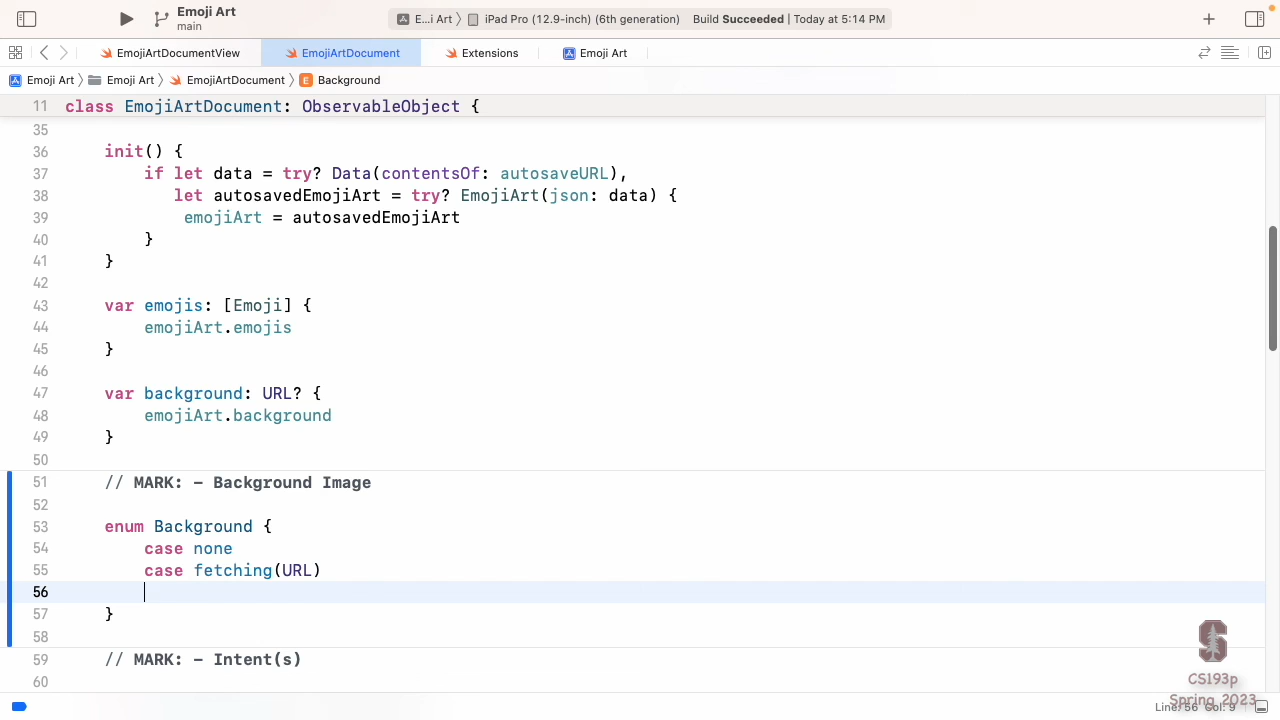 Emoji Art
main
E...i Art 〉 iPad Pro (12.9-inch) (6th generation) Build Succeeded | Today at 5:14 PM
EmojiArtDocumentView EmojiArtDocument Extensions Emoji Art
Emoji Art 〉 Emoji Art 〉 EmojiArtDocument 〉 E Background
11 class EmojiArtDocument: ObservableObject {
35
36 init() {
37 if let data = try? Data(contentsOf: autosaveURL),
38 let autosavedEmojiArt = try? EmojiArt(json: data) {
39 emojiArt = autosavedEmojiArt
40 }
41 }
42
43 var emojis: [Emoji] {
44 emojiArt.emojis
45 }
46
47 var background: URL? {
48 emojiArt.background
49 }
50
51 // MARK: - Background Image
52
53 enum Background {
54 case none
55 case fetching(URL)
56
57 }
58
59 // MARK: - Intent(s)
60
S
CS193p
Spring 2023
Line: 56 Col: 9